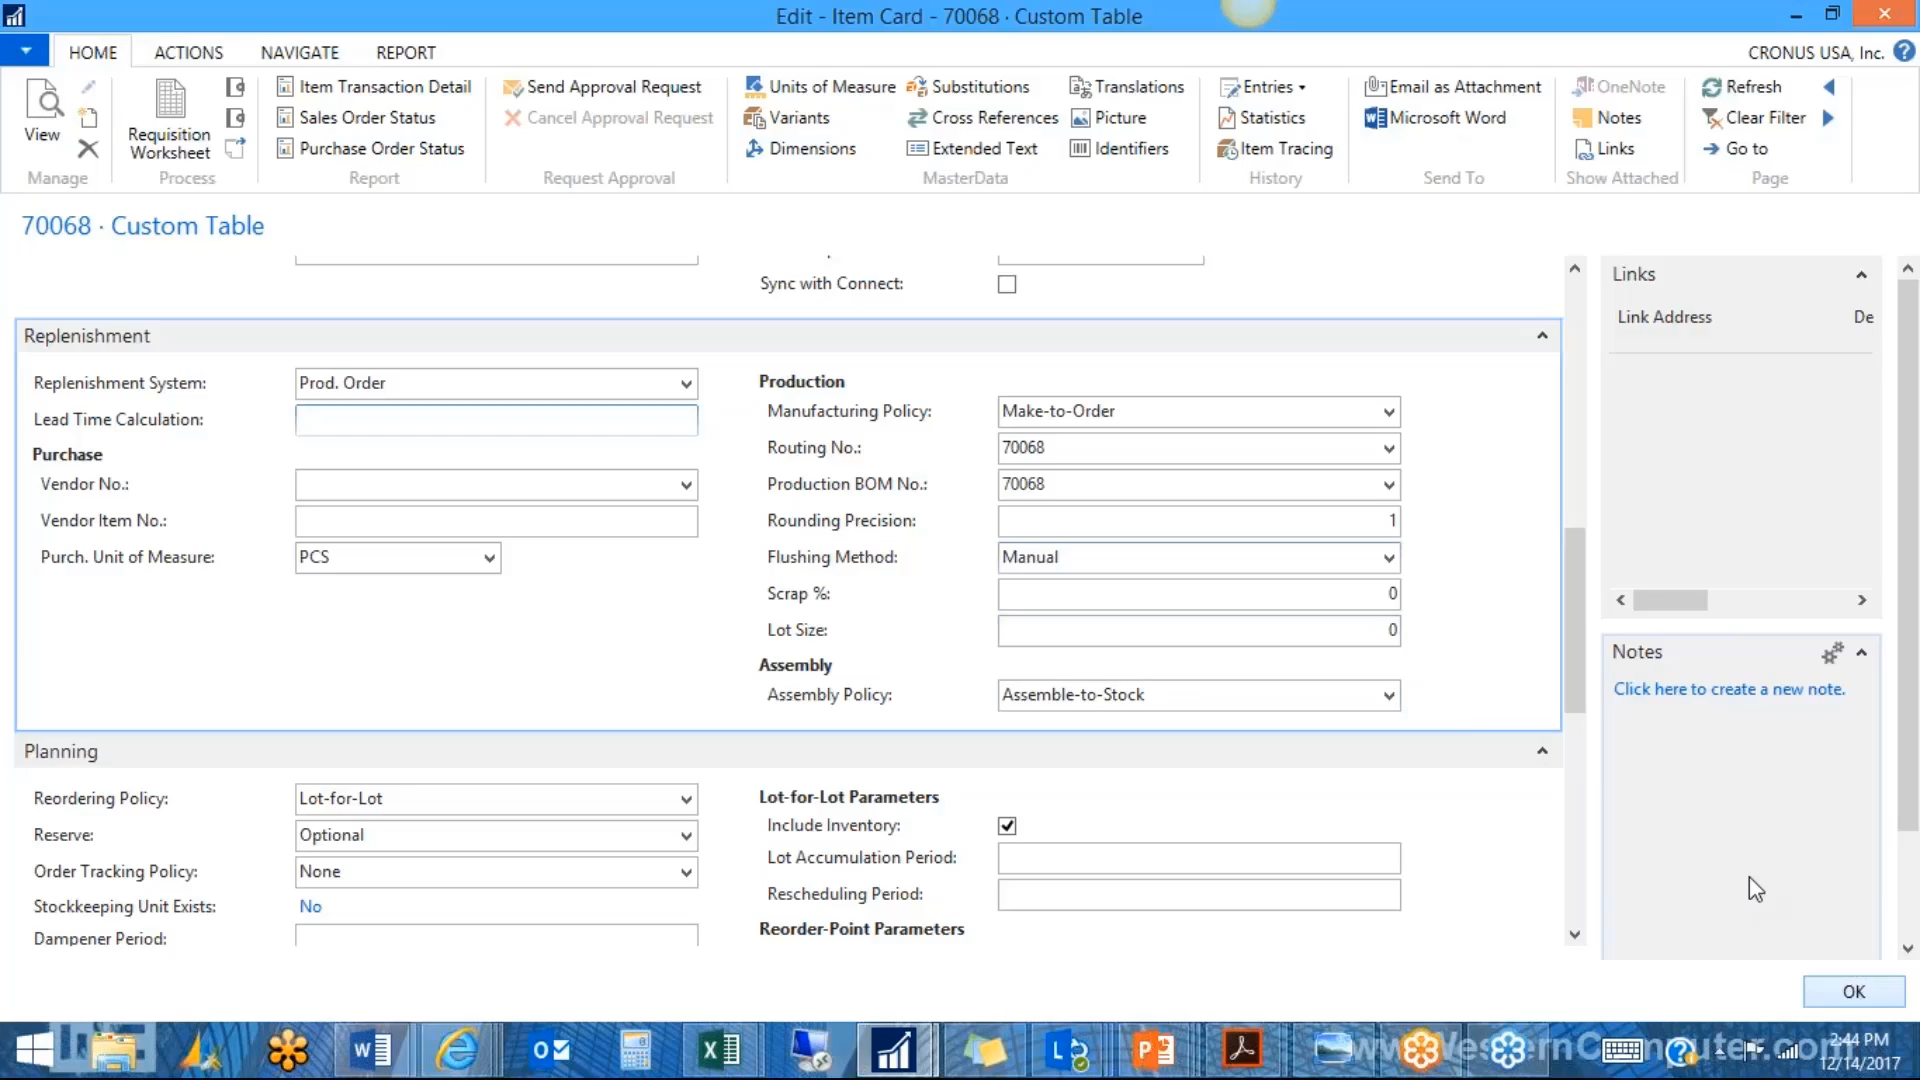 Edit - Item Card - 70068 · Custom Table
HOME ACTIONS NAVIGATE REPORT CRONUS USA, Inc.
View
Requisition Worksheet
Item Transaction Detail
Sales Order Status
Purchase Order Status
Send Approval Request
Cancel Approval Request
Units of Measure
Variants
Dimensions
Substitutions
Cross References
Extended Text
Translations
Picture
Identifiers
Entries
Statistics
Item Tracing
Email as Attachment
Microsoft Word
OneNote
Notes
Links
Refresh
Clear Filter
Go to
Manage Process Report Request Approval MasterData History Send To Show Attached Page
70068 · Custom Table
Sync with Connect:
Replenishment
Replenishment System: Prod. Order
Lead Time Calculation:
Purchase
Vendor No.:
Vendor Item No.:
Purch. Unit of Measure: PCS
Production
Manufacturing Policy: Make-to-Order
Routing No.: 70068
Production BOM No.: 70068
Rounding Precision: 1
Flushing Method: Manual
Scrap %: 0
Lot Size: 0
Assembly
Assembly Policy: Assemble-to-Stock
Planning
Reordering Policy: Lot-for-Lot
Reserve: Optional
Order Tracking Policy: None
Stockkeeping Unit Exists: No
Dampener Period:
Lot-for-Lot Parameters
Include Inventory:
Lot Accumulation Period:
Rescheduling Period:
Reorder-Point Parameters
Links
Link Address De
Notes
Click here to create a new note.
OK
2:44 PM
12/14/2017